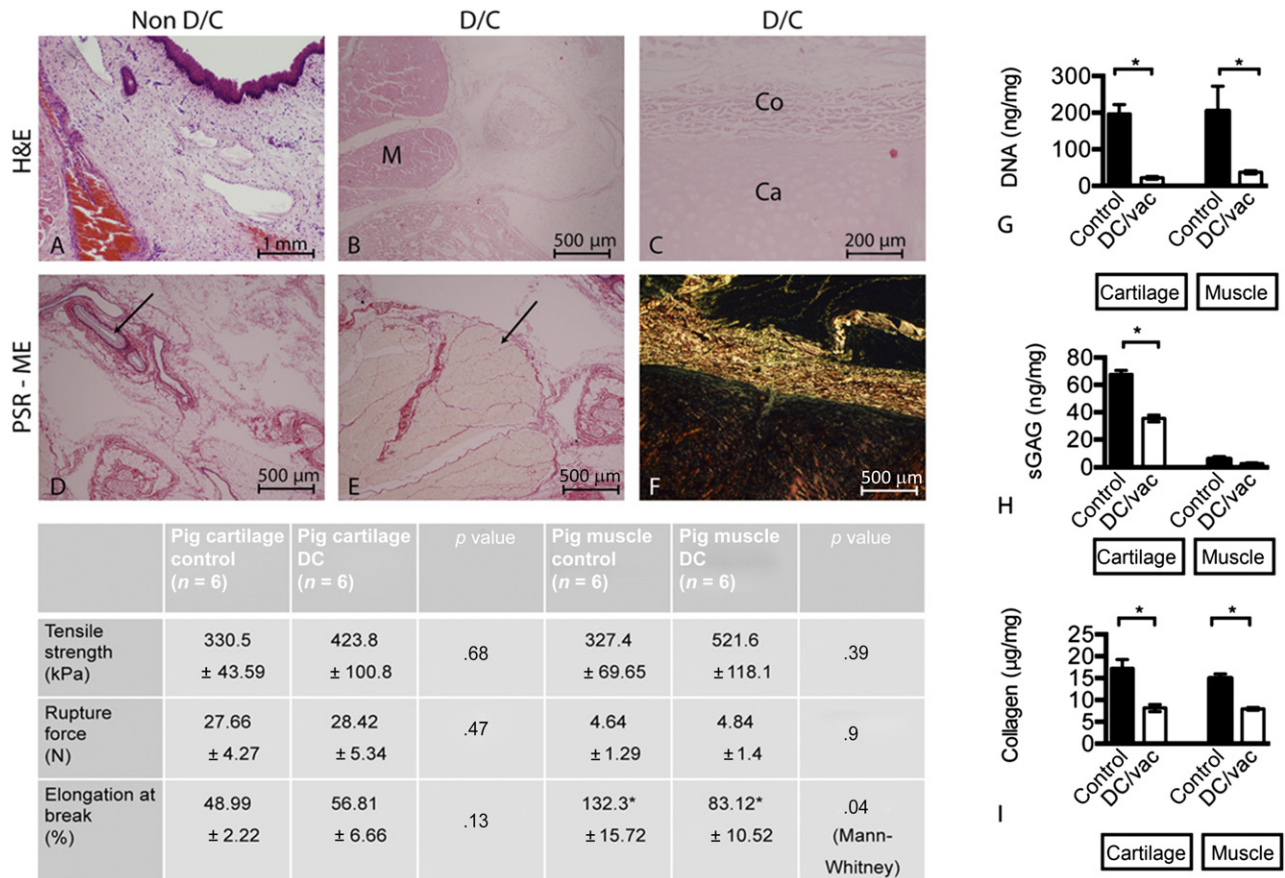 Non D/C
D/C
D/C
H&E
A
1 mm
M
B
500 µm
Co
Ca
C
200 µm
PSR - ME
D
500 µm
E
500 µm
F
500 µm
Pig cartilage control (n = 6)
Pig cartilage DC (n = 6)
p value
Pig muscle control (n = 6)
Pig muscle DC (n = 6)
p value
Tensile strength (kPa)
330.5 ± 43.59
423.8 ± 100.8
.68
327.4 ± 69.65
521.6 ± 118.1
.39
Rupture force (N)
27.66 ± 4.27
28.42 ± 5.34
.47
4.64 ± 1.29
4.84 ± 1.4
.9
Elongation at break (%)
48.99 ± 2.22
56.81 ± 6.66
.13
132.3* ± 15.72
83.12* ± 10.52
.04 (Mann-Whitney)
DNA (ng/mg)
300
200
100
0
*
*
Control
DC/vac
Control
DC/vac
G
Cartilage
Muscle
sGAG (ng/mg)
80
60
40
20
0
*
Control
DC/vac
Control
DC/vac
H
Cartilage
Muscle
Collagen (µg/mg)
25
20
15
10
5
0
*
*
Control
DC/vac
Control
DC/vac
I
Cartilage
Muscle